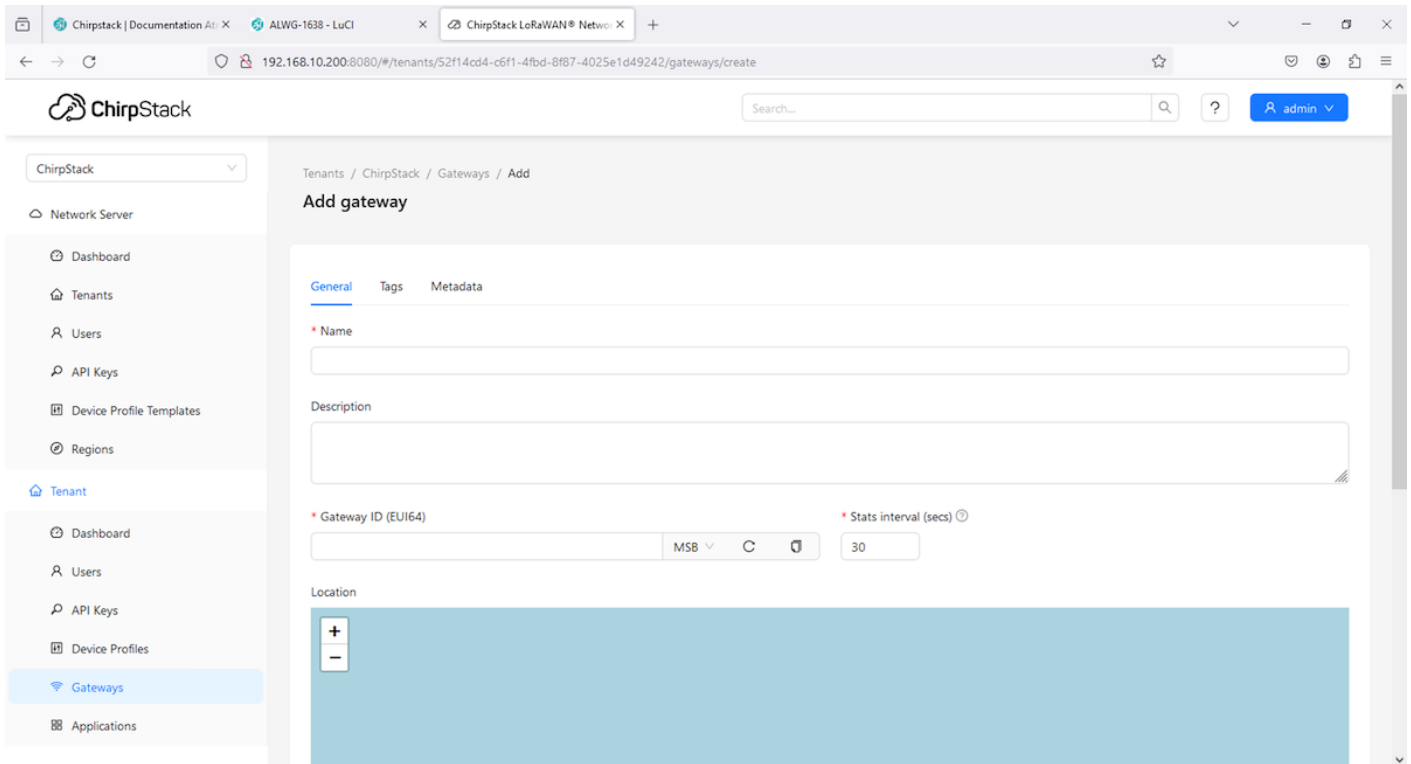 Chirpstack | Documentation Ati
ALWG-1638 - LuCI
ChirpStack LoRaWAN® Networ
192.168.10.200:8080/#/tenants/52f14cd4-c6f1-4fbd-8f87-4025e1d49242/gateways/create
ChirpStack
Search...
?
admin
ChirpStack
Network Server
Dashboard
Tenants
Users
API Keys
Device Profile Templates
Regions
Tenant
Dashboard
Users
API Keys
Device Profiles
Gateways
Applications
Tenants / ChirpStack / Gateways / Add
Add gateway
General Tags Metadata
* Name
Description
* Gateway ID (EUI64)
MSB
* Stats interval (secs)
30
Location
+
−